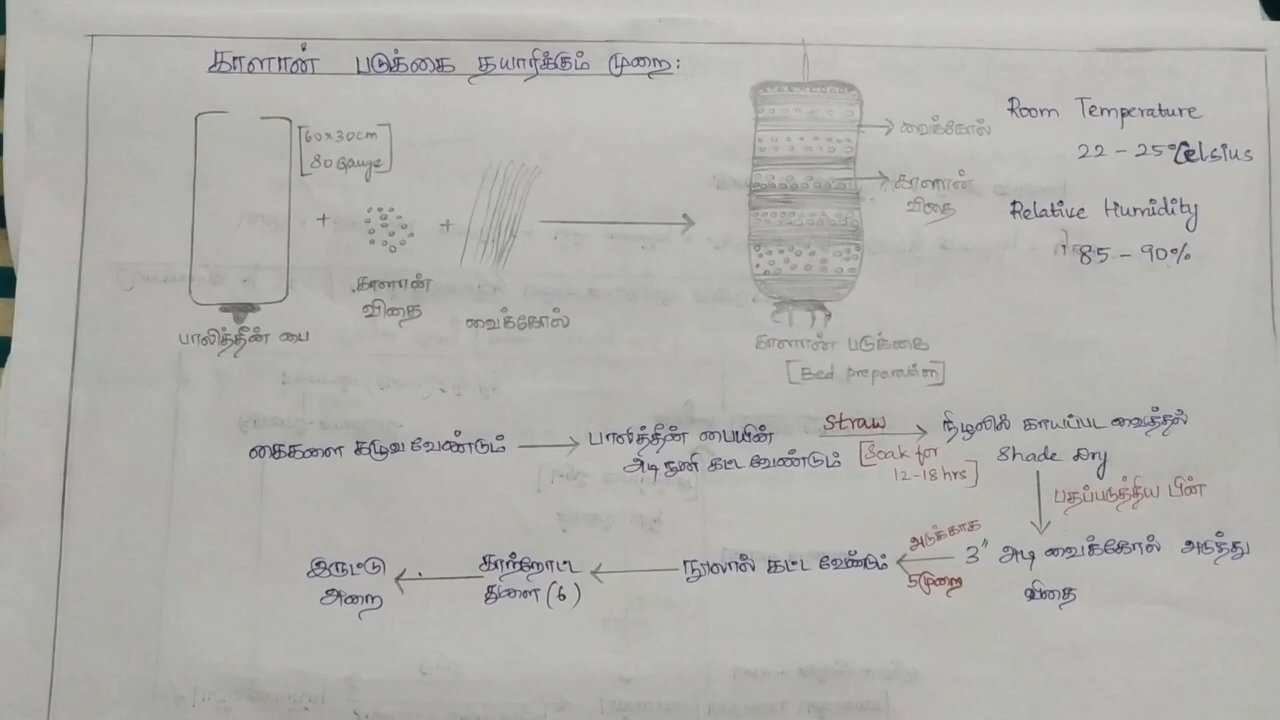 காளான் படுக்கை தயாரிக்கும் முறை:
[60x30cm
80 Gauge]
+
காளான்
விதை
+
வைக்கோல்
பாலித்தீன் பை
வைக்கோல்
காளான்
விதை
காளான் படுக்கை
[Bed preparation]
Room Temperature
22 - 25°Celsius
Relative Humidity
85 - 90%
கைகளை கழுவ வேண்டும்
பாலித்தீன் பையின்
அடி நுனி கட்ட வேண்டும்
Straw
[Soak for
12-18 hrs]
நிழலில் காயப்பட வைத்தல்
Shade Dry
பதப்படுத்திய பின்
3" அடி வைக்கோல் அடுத்து
விதை
அடுக்காக
5முறை
நூலால் கட்ட வேண்டும்
காற்றோட்ட
துளை (6)
இருட்டு
அறை